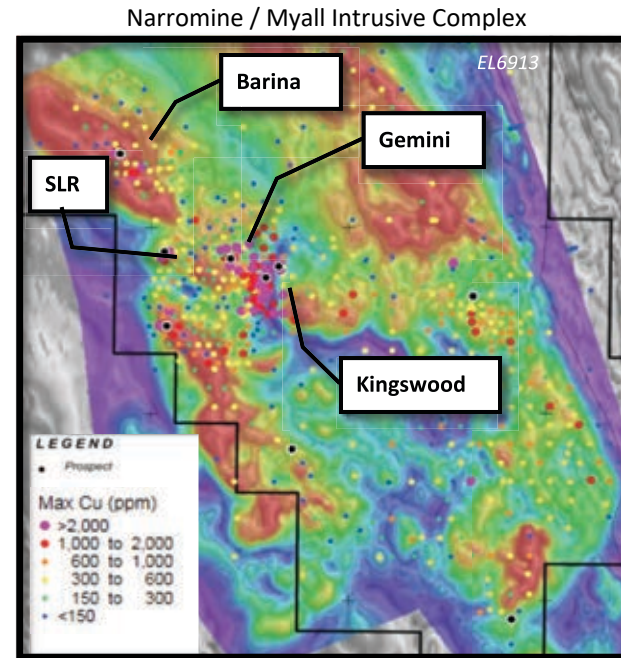 Narromine / Myall Intrusive Complex
EL6913
Barina
Gemini
SLR
Kingswood
LEGEND
Prospect
Max Cu (ppm)
>2,000
1,000 to 2,000
600 to 1,000
300 to 600
150 to 300
<150